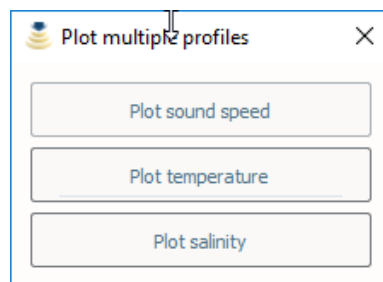 Plot multiple profiles
Plot sound speed
Plot temperature
Plot salinity